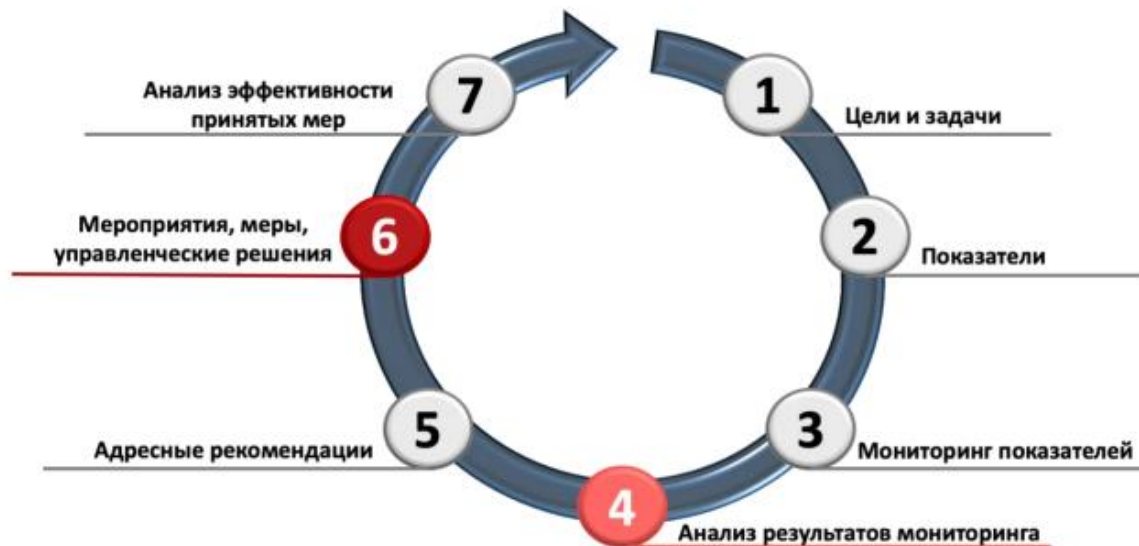 1
Цели и задачи
2
Показатели
3
Мониторинг показателей
4
Анализ результатов мониторинга
5
Адресные рекомендации
6
Мероприятия, меры,
управленческие решения
7
Анализ эффективности
принятых мер